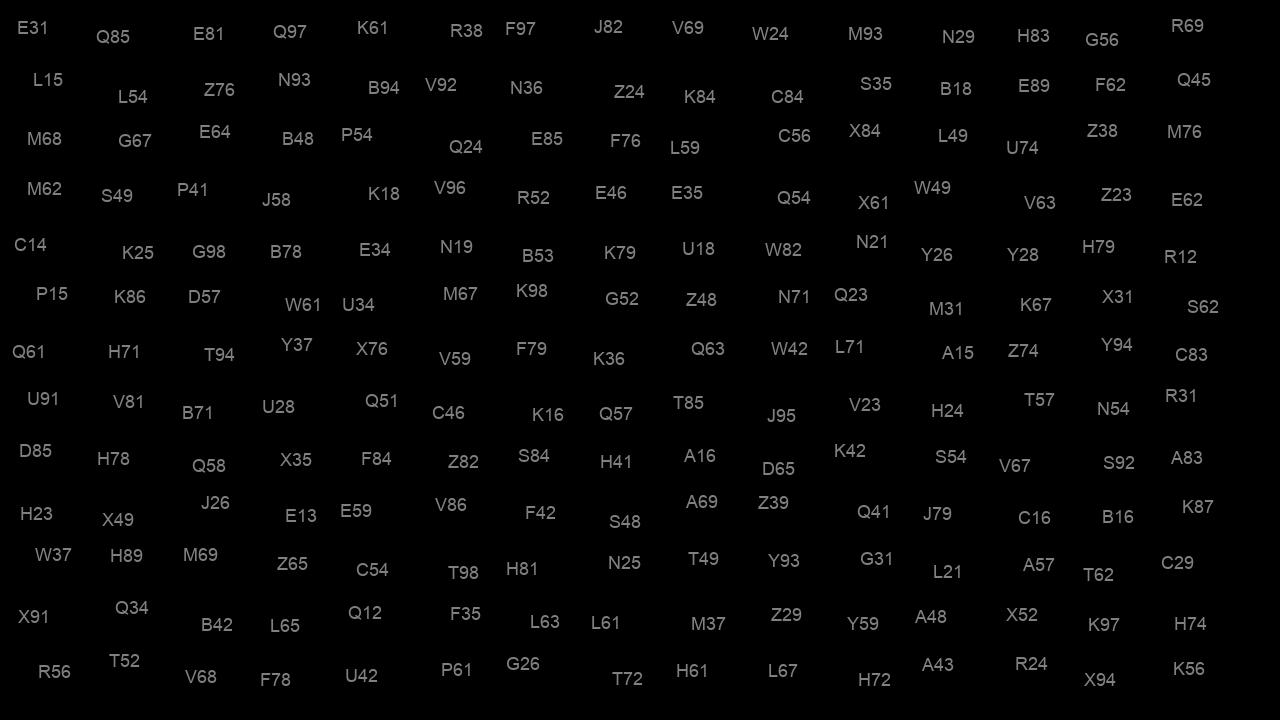 E31 Q85 E81 Q97 K61 R38 F97 J82 V69 W24 M93 N29 H83 G56 R69
L15 L54 Z76 N93 B94 V92 N36 Z24 K84 C84 S35 B18 E89 F62 Q45
M68 G67 E64 B48 P54 Q24 E85 F76 L59 C56 X84 L49 U74 Z38 M76
M62 S49 P41 J58 K18 V96 R52 E46 E35 Q54 X61 W49 V63 Z23 E62
C14 K25 G98 B78 E34 N19 B53 K79 U18 W82 N21 Y26 Y28 H79 R12
P15 K86 D57 W61 U34 M67 K98 G52 Z48 N71 Q23 M31 K67 X31 S62
Q61 H71 T94 Y37 X76 V59 F79 K36 Q63 W42 L71 A15 Z74 Y94 C83
U91 V81 B71 U28 Q51 C46 K16 Q57 T85 J95 V23 H24 T57 N54 R31
D85 H78 Q58 X35 F84 Z82 S84 H41 A16 D65 K42 S54 V67 S92 A83
H23 X49 J26 E13 E59 V86 F42 S48 A69 Z39 Q41 J79 C16 B16 K87
W37 H89 M69 Z65 C54 T98 H81 N25 T49 Y93 G31 L21 A57 T62 C29
X91 Q34 B42 L65 Q12 F35 L63 L61 M37 Z29 Y59 A48 X52 K97 H74
R56 T52 V68 F78 U42 P61 G26 T72 H61 L67 H72 A43 R24 X94 K56